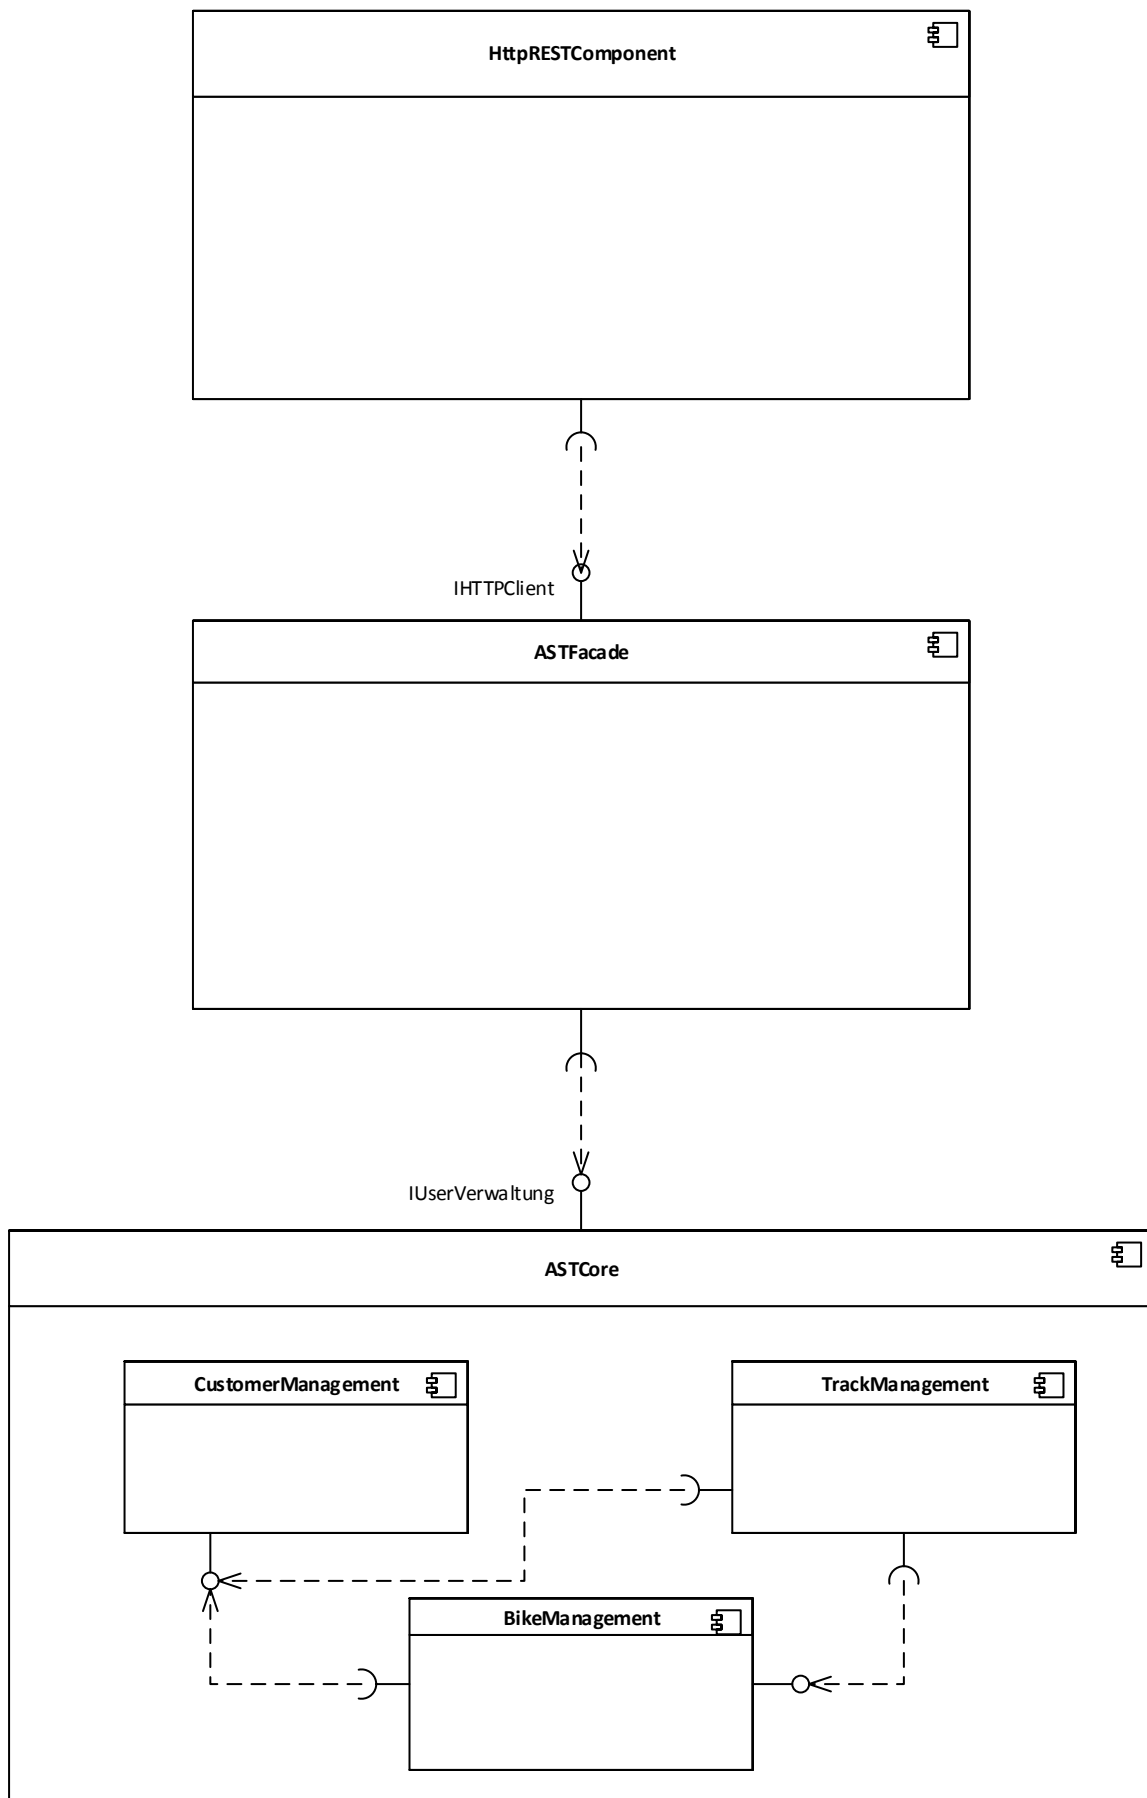 HttpRESTComponent
IHTTPClient
ASTFacade
IUserVerwaltung
ASTCore
CustomerManagement
TrackManagement
BikeManagement